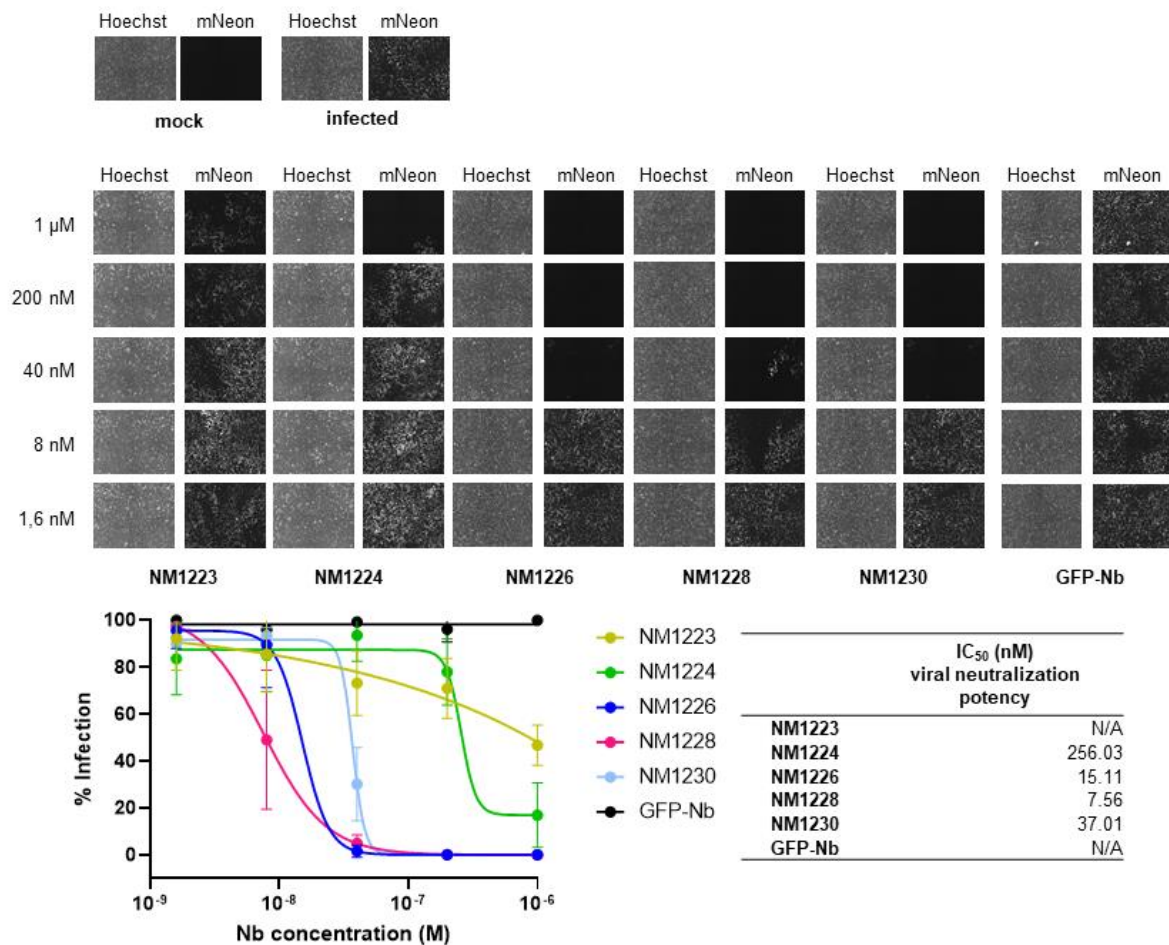 Hoechst mNeon Hoechst mNeon
mock infected
Hoechst mNeon Hoechst mNeon Hoechst mNeon Hoechst mNeon Hoechst mNeon Hoechst mNeon
1 µM
200 nM
40 nM
8 nM
1,6 nM
NM1223 NM1224 NM1226 NM1228 NM1230 GFP-Nb
% Infection
100
80
60
40
20
0
10⁻⁹ 10⁻⁸ 10⁻⁷ 10⁻⁶
Nb concentration (M)
NM1223
NM1224
NM1226
NM1228
NM1230
GFP-Nb
IC₅₀ (nM)
viral neutralization
potency
NM1223 N/A
NM1224 256.03
NM1226 15.11
NM1228 7.56
NM1230 37.01
GFP-Nb N/A